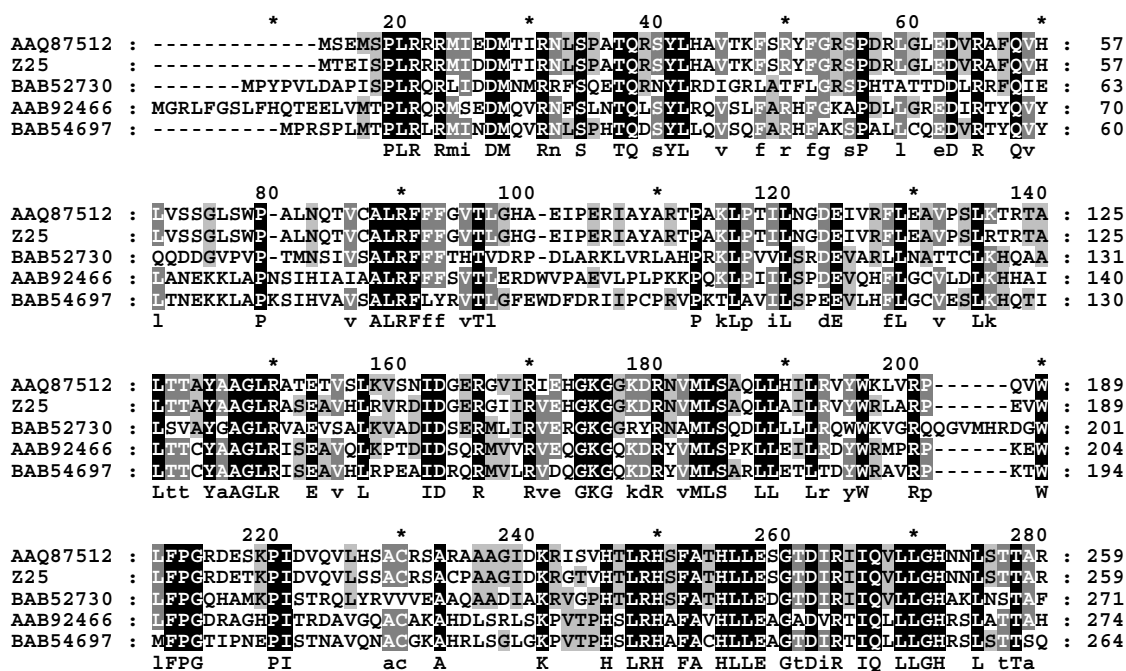 * 20 * 40 * 60 *
AAQ87512 : -------------MSEMSPLRRRMIEDMTIRNLSPATQRSYLHAVTKFSRYFGRSPDRLGLEDVRAFQVH : 57
Z25 : -------------MTEISPLRRRMIDDMTIRNLSPATQRSYLHAVTKFSRYFGRSPDRLGLEDVRAFQVH : 57
BAB52730 : -------MPYPVLDAPISPLRQRLIDDMNMRRFSQETQRNYLRDIGRLATFLGRSPHTATTDDLRRFQIE : 63
AAB92466 : MGRLFGSLFHQTEELVMTPLRQRMSEDMQVRNFSLNTQLSYLRQVSLFARHFGKAPDLLGREDIRTYQVY : 70
BAB54697 : ----------MPRSPLMTPLRLRMINDMQVRNLSPHTQDSYLLQVSQFARHFAKSPALLCQEDVRTYQVY : 60
PLR Rmi DM Rn S TQ sYL v f r fg sP l eD R Qv
80 * 100 * 120 * 140
AAQ87512 : LVSSGLSWP-ALNQTVCALRFFFGVTLGHA-EIPERIAYARTPAKLPTILNGDEIVRFLEAVPSLKTRTA : 125
Z25 : LVSSGLSWP-ALNQTVCALRFFFGVTLGHG-EIPERIAYARTPAKLPTILNGDEIVRFLEAVPSLRTRTA : 125
BAB52730 : QQDDGVPVP-TMNSIVSALRFFFTHTVDRP-DLARKLVRLAHPRKLPVVLSRDEVARLLNATTCLKHQAA : 131
AAB92466 : LANEKKLAPNSIHIAIAALRFFFSVTLERDWVPAEVLPLPKKPQKLPIILSPDEVQHFLGCVLDLKHHAI : 140
BAB54697 : LTNEKKLAPKSIHVAVSALRFLYRVTLGFEWDFDRIIPCPRVPKTLAVILSPEEVLHFLGCVESLKHQTI : 130
l P v ALRFff vTl P kLp iL dE fL v Lk
* 160 * 180 * 200 *
AAQ87512 : LTTAYAAGLRATETVSLKVSNIDGERGVIRIEHGKGGKDRNVMLSAQLLHILRVYWKLVRP------QVW : 189
Z25 : LTTAYAAGLRASEAVHLRVRDIDGERGIIRVEHGKGGKDRNVMLSAQLLAILRVYWRLARP------EVW : 189
BAB52730 : LSVAYGAGLRVAEVSALKVADIDSERMLIRVERGKGGRYRNAMLSQDLLLLLRQWWKVGRQQGVMHRDGW : 201
AAB92466 : LTTCYAAGLRISEAVQLKPTDIDSQRMVVRVEQGKGQKDRYVMLSPKLLEILRDYWRMPRP------KEW : 204
BAB54697 : LTTCYAAGLRISEAVHLRPEAIDRQRMVLRVDQGKGQKDRYVMLSARLLETLTDYWRAVRP------KTW : 194
Ltt YaAGLR E v L ID R Rve GKG kdR vMLS LL Lr yW Rp W
220 * 240 * 260 * 280
AAQ87512 : LFPGRDESKPIDVQVLHSACRSARAAAGIDKRISVHTLRHSFATHLLESGTDIRIIQVLLGHNNLSTTAR : 259
Z25 : LFPGRDETKPIDVQVLSSACRSACPAAGIDKRGTVHTLRHSFATHLLESGTDIRIIQVLLGHNNLSTTAR : 259
BAB52730 : LFPGQHAMKPISTRQLYRVVVEAAQAADIAKRVGPHTLRHSFATHLLEDGTDIRIIQVLLGHAKLNSTAF : 271
AAB92466 : LFPGDRAGHPITRDAVGQACAKAHDLSRLSKPVTPHSLRHAFAVHLLEAGADVRTIQLLLGHRSLATTAH : 274
BAB54697 : MFPGTIPNEPISTNAVQNACGKAHRLSGLGKPVTPHSLRHAFACHLLEAGTDIRTIQLLLGHRSLSTTSQ : 264
lFPG PI ac A K H LRH FA HLLE GtDiR IQ LLGH L tTa